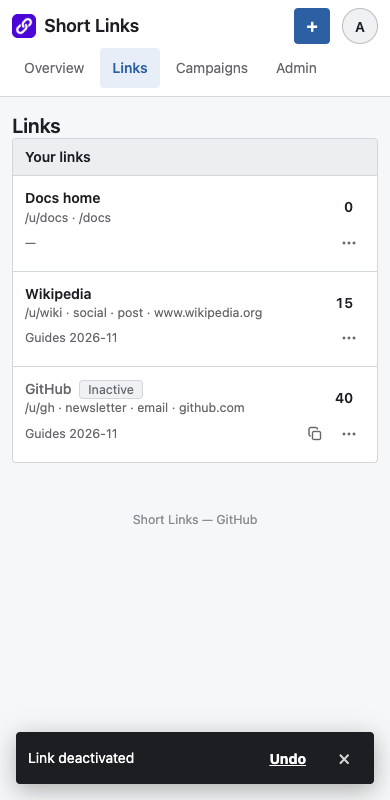 Short Links
+
A
Overview Links Campaigns Admin
Links
Your links
Docs home
0
/u/docs · /docs
—
Wikipedia
15
/u/wiki · social · post · www.wikipedia.org
Guides 2026-11
GitHub Inactive
40
/u/gh · newsletter · email · github.com
Guides 2026-11
Short Links — GitHub
Link deactivated Undo ×